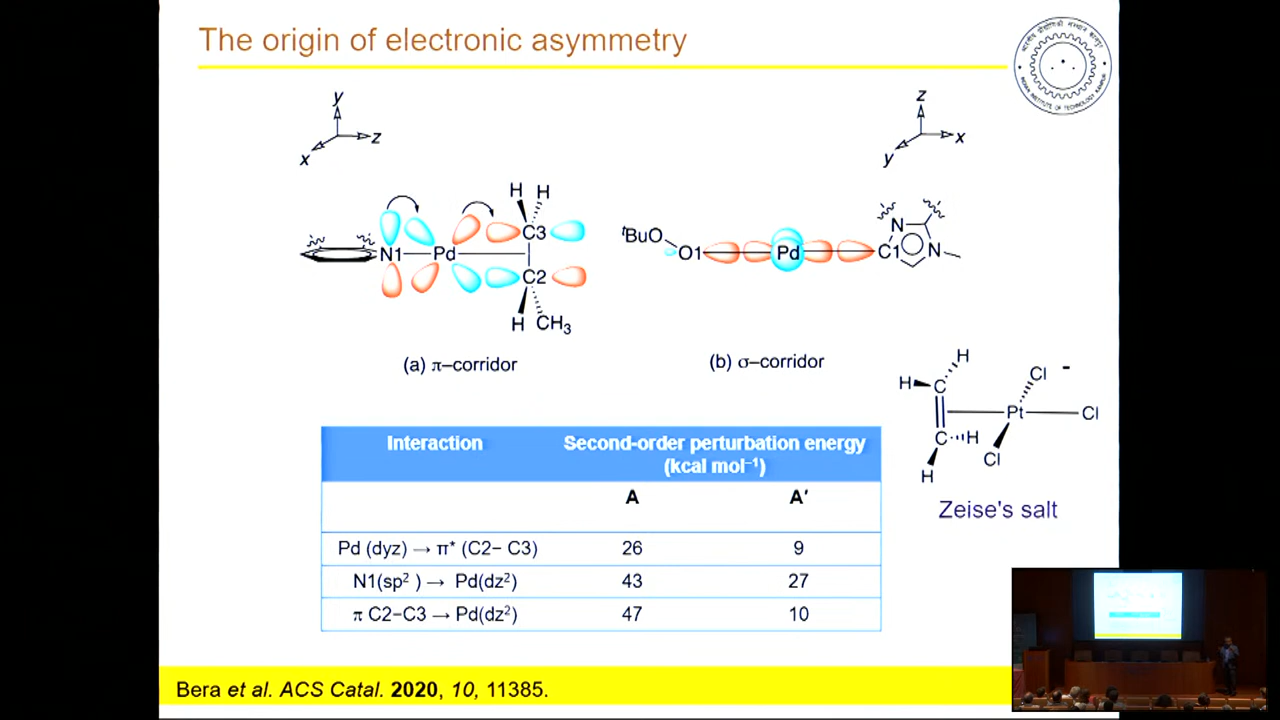 The origin of electronic asymmetry
y
z
x
z
x
y
H H
C3
N1 Pd
C2
H CH₃
ᵗBuO
O1 Pd C1
N
N
(a) π–corridor
(b) σ–corridor
H
H C
C H
H
Cl -
Pt Cl
Cl
Zeise's salt
Interaction Second-order perturbation energy
(kcal mol⁻¹)
A A′
Pd (dyz) → π* (C2− C3) 26 9
N1(sp² ) → Pd(dz²) 43 27
π C2−C3 → Pd(dz²) 47 10
Bera et al. ACS Catal. 2020, 10, 11385.